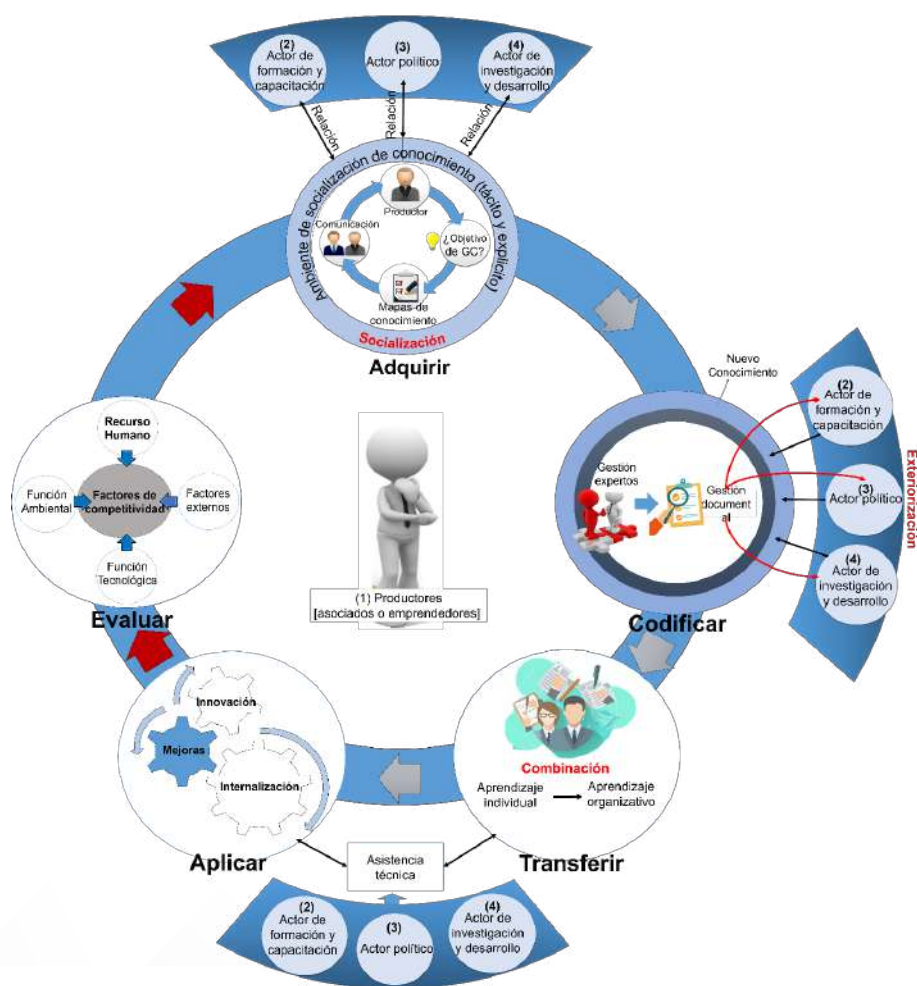 (2)
Actor de
formación y
capacitación
(3)
Actor político
(4)
Actor de
investigación
y desarrollo
Relación
Relación
Relación
Ambiente de socialización de conocimiento (tácito y explícito)
Productor
Comunicación
¿Objetivo
de GC?
Mapas de
conocimiento
Socialización
Adquirir
Nuevo
Conocimiento
(2)
Actor de
formación y
capacitación
(3)
Actor político
(4)
Actor de
investigación
y desarrollo
Exteriorización
Gestión
expertos
Gestión
document
al
Codificar
Recurso
Humano
Función
Ambiental
Factores de
competitividad
Factores
externos
Función
Tecnológica
Evaluar
(1) Productores
[asociados o emprendedores]
Innovación
Mejoras
Internalización
Aplicar
Combinación
Aprendizaje
individual
Aprendizaje
organizativo
Transferir
Asistencia
técnica
(2)
Actor de
formación y
capacitación
(3)
Actor político
(4)
Actor de
investigación
y desarrollo